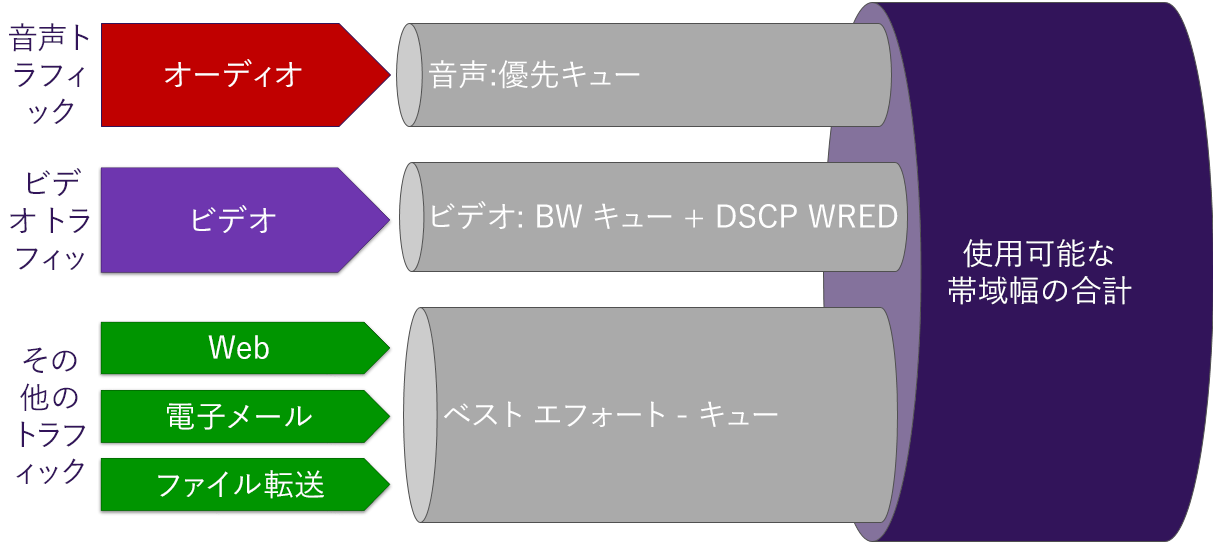 音声ト
ラフィ
ック
オーディオ
音声:優先キュー
ビデ
オ トラ
フィッ
ビデオ
ビデオ: BW キュー + DSCP WRED
使用可能な
帯域幅の合計
その
他の
トラフ
ィック
Web
電子メール
ファイル転送
ベスト エフォート - キュー